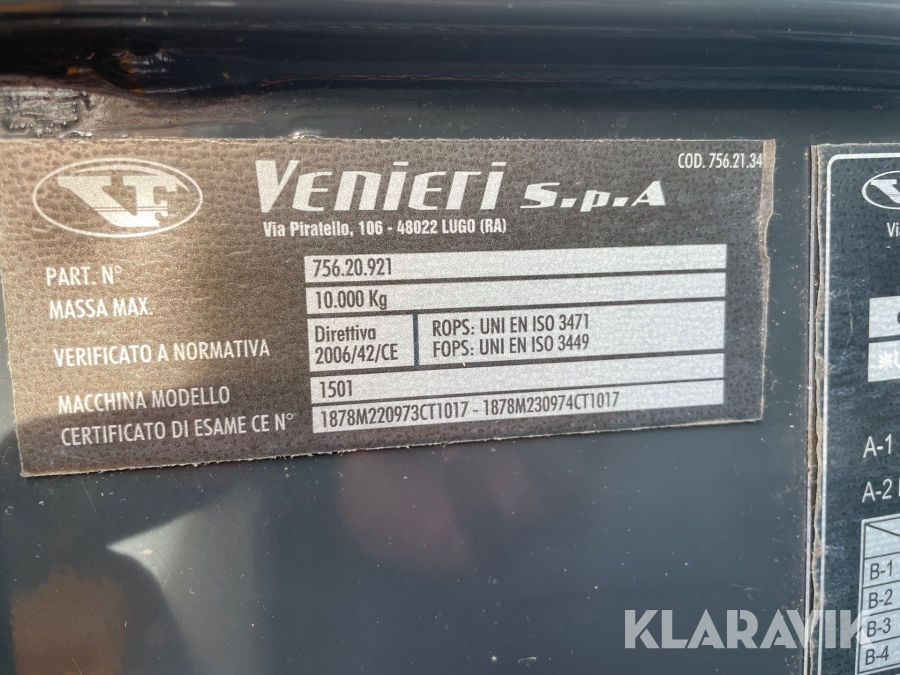 VF
Venieri S.p.A
COD. 756.21.34
Via Piratello, 106 - 48022 LUGO (RA)
PART. N° 756.20.921
MASSA MAX. 10.000 Kg
VERIFICATO A NORMATIVA
Direttiva
2006/42/CE
ROPS: UNI EN ISO 3471
FOPS: UNI EN ISO 3449
MACCHINA MODELLO 1501
CERTIFICATO DI ESAME CE N° 1878M220973CT1017 - 1878M230974CT1017
A-1
A-2
B-1
B-2
B-3
B-4
KLARAVIK